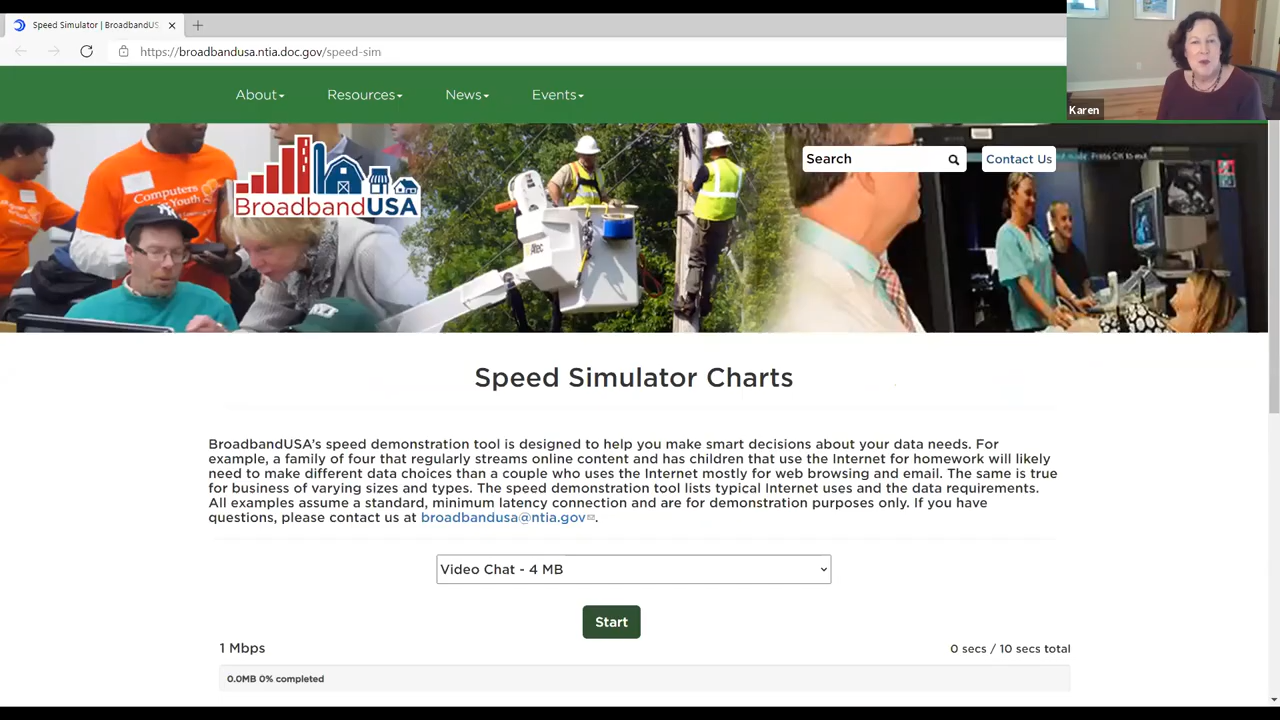 Speed Simulator | BroadbandUS
https://broadbandusa.ntia.doc.gov/speed-sim
Karen
About
Resources
News
Events
BroadbandUSA
Search
Contact Us
Speed Simulator Charts
BroadbandUSA's speed demonstration tool is designed to help you make smart decisions about your data needs. For
example, a family of four that regularly streams online content and has children that use the Internet for homework will likely
need to make different data choices than a couple who uses the Internet mostly for web browsing and email. The same is true
for business of varying sizes and types. The speed demonstration tool lists typical Internet uses and the data requirements.
All examples assume a standard, minimum latency connection and are for demonstration purposes only. If you have
questions, please contact us at broadbandusa@ntia.gov.
Video Chat - 4 MB
Start
1 Mbps
0 secs / 10 secs total
0.0MB 0% completed